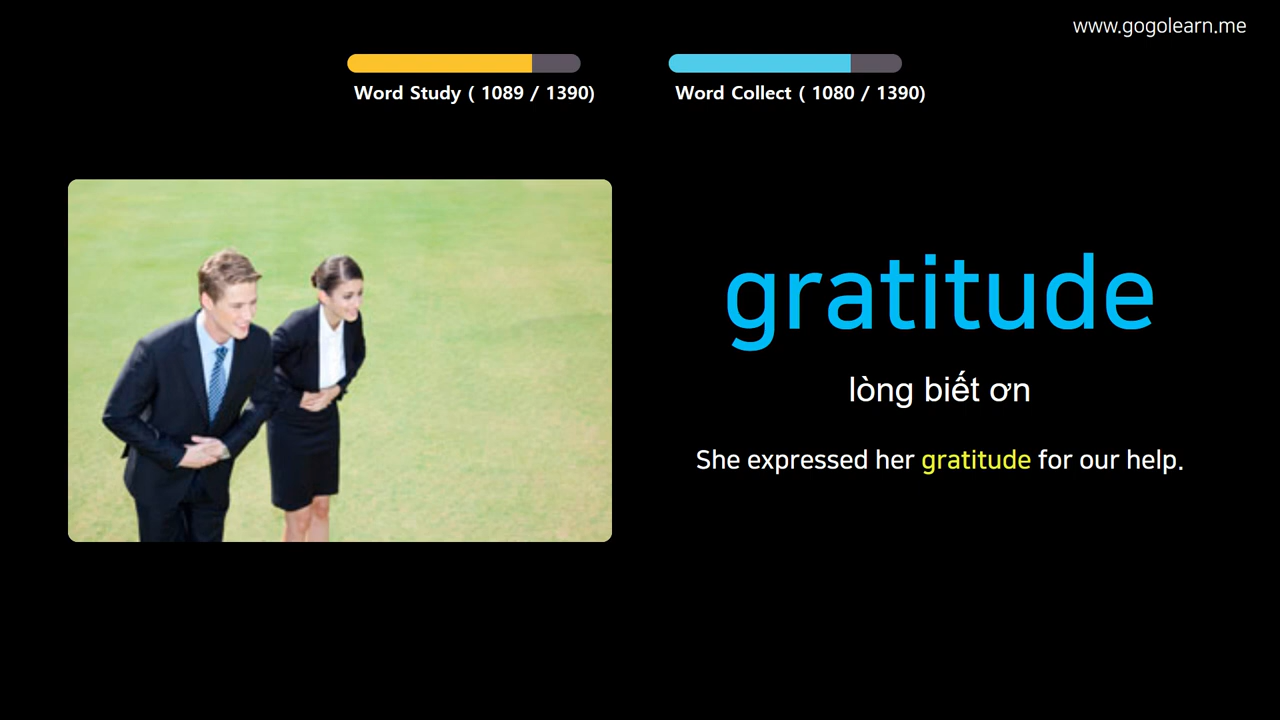 www.gogolearn.me
Word Study ( 1089 / 1390)
Word Collect ( 1080 / 1390)
gratitude
lòng biết ơn
She expressed her gratitude for our help.